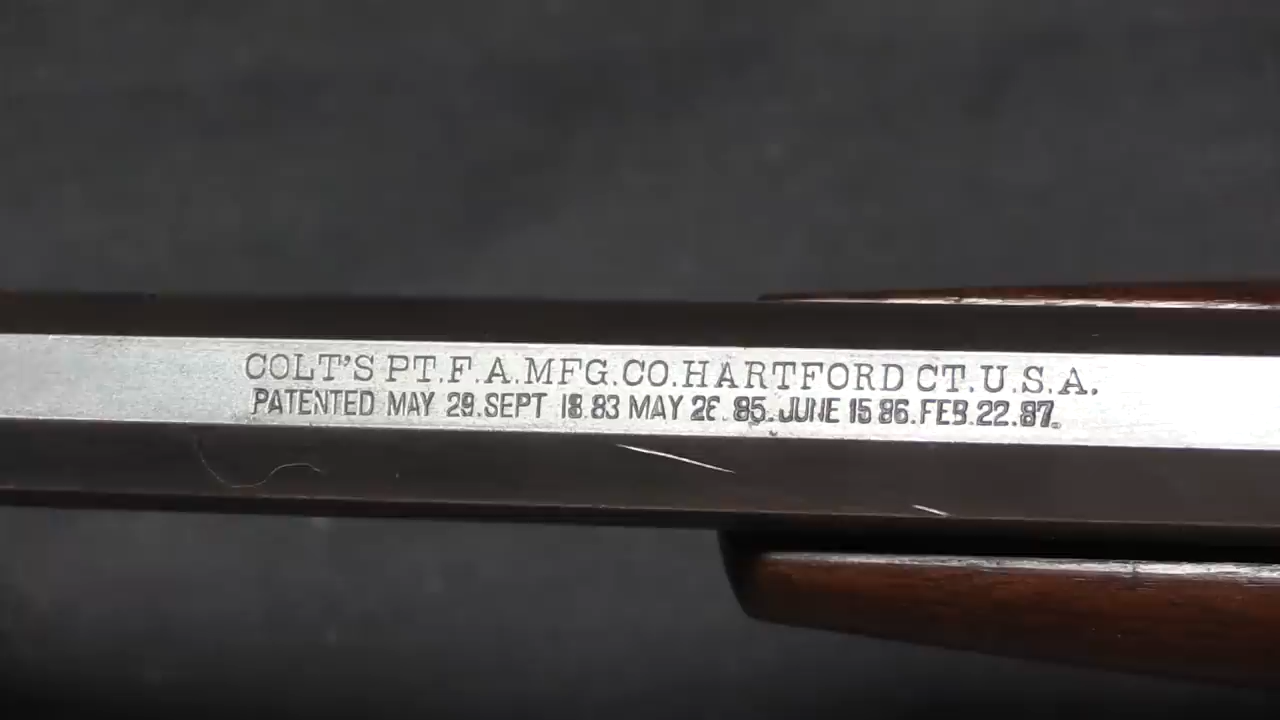 COLT'S PT.F.A.MFG.CO.HARTFORD CT.U.S.A.
PATENTED MAY 29.SEPT 18.83 MAY 26.85.JUNE 15 86.FEB.22.87.